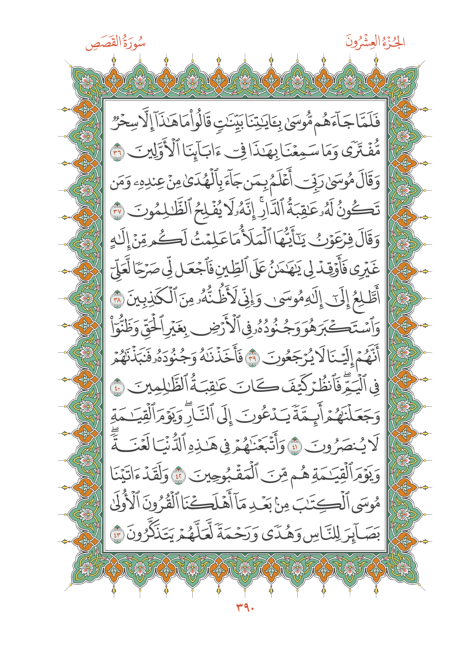 الجُزْءُ العِشْرُونَ
سُورَةُ القَصَصِ
فَلَمَّا جَآءَهُم مُّوسَىٰ بِـَٔايَٰتِنَا بَيِّنَٰتٍ قَالُوا۟ مَا هَٰذَآ إِلَّا سِحْرٌ
مُّفْتَرًى وَمَا سَمِعْنَا بِهَٰذَا فِىٓ ءَابَآئِنَا ٱلْأَوَّلِينَ ٣٦
وَقَالَ مُوسَىٰ رَبِّىٓ أَعْلَمُ بِمَن جَآءَ بِٱلْهُدَىٰ مِنْ عِندِهِۦ وَمَن
تَكُونُ لَهُۥ عَٰقِبَةُ ٱلدَّارِ ۖ إِنَّهُۥ لَا يُفْلِحُ ٱلظَّٰلِمُونَ ٣٧
وَقَالَ فِرْعَوْنُ يَٰٓأَيُّهَا ٱلْمَلَأُ مَا عَلِمْتُ لَكُم مِّنْ إِلَٰهٍ
غَيْرِى فَأَوْقِدْ لِى يَٰهَٰمَٰنُ عَلَى ٱلطِّينِ فَٱجْعَل لِّى صَرْحًا لَّعَلِّىٓ
أَطَّلِعُ إِلَىٰٓ إِلَٰهِ مُوسَىٰ وَإِنِّى لَأَظُنُّهُۥ مِنَ ٱلْكَٰذِبِينَ ٣٨
وَٱسْتَكْبَرَ هُوَ وَجُنُودُهُۥ فِى ٱلْأَرْضِ بِغَيْرِ ٱلْحَقِّ وَظَنُّوٓا۟
أَنَّهُمْ إِلَيْنَا لَا يُرْجَعُونَ ٣٩ فَأَخَذْنَٰهُ وَجُنُودَهُۥ فَنَبَذْنَٰهُمْ
فِى ٱلْيَمِّ ۖ فَٱنظُرْ كَيْفَ كَانَ عَٰقِبَةُ ٱلظَّٰلِمِينَ ٤٠
وَجَعَلْنَٰهُمْ أَئِمَّةً يَدْعُونَ إِلَى ٱلنَّارِ ۖ وَيَوْمَ ٱلْقِيَٰمَةِ
لَا يُنصَرُونَ ٤١ وَأَتْبَعْنَٰهُمْ فِى هَٰذِهِ ٱلدُّنْيَا لَعْنَةً ۖ
وَيَوْمَ ٱلْقِيَٰمَةِ هُم مِّنَ ٱلْمَقْبُوحِينَ ٤٢ وَلَقَدْ ءَاتَيْنَا
مُوسَى ٱلْكِتَٰبَ مِنۢ بَعْدِ مَآ أَهْلَكْنَا ٱلْقُرُونَ ٱلْأُولَىٰ
بَصَآئِرَ لِلنَّاسِ وَهُدًى وَرَحْمَةً لَّعَلَّهُمْ يَتَذَكَّرُونَ ٤٣
٣٩٠